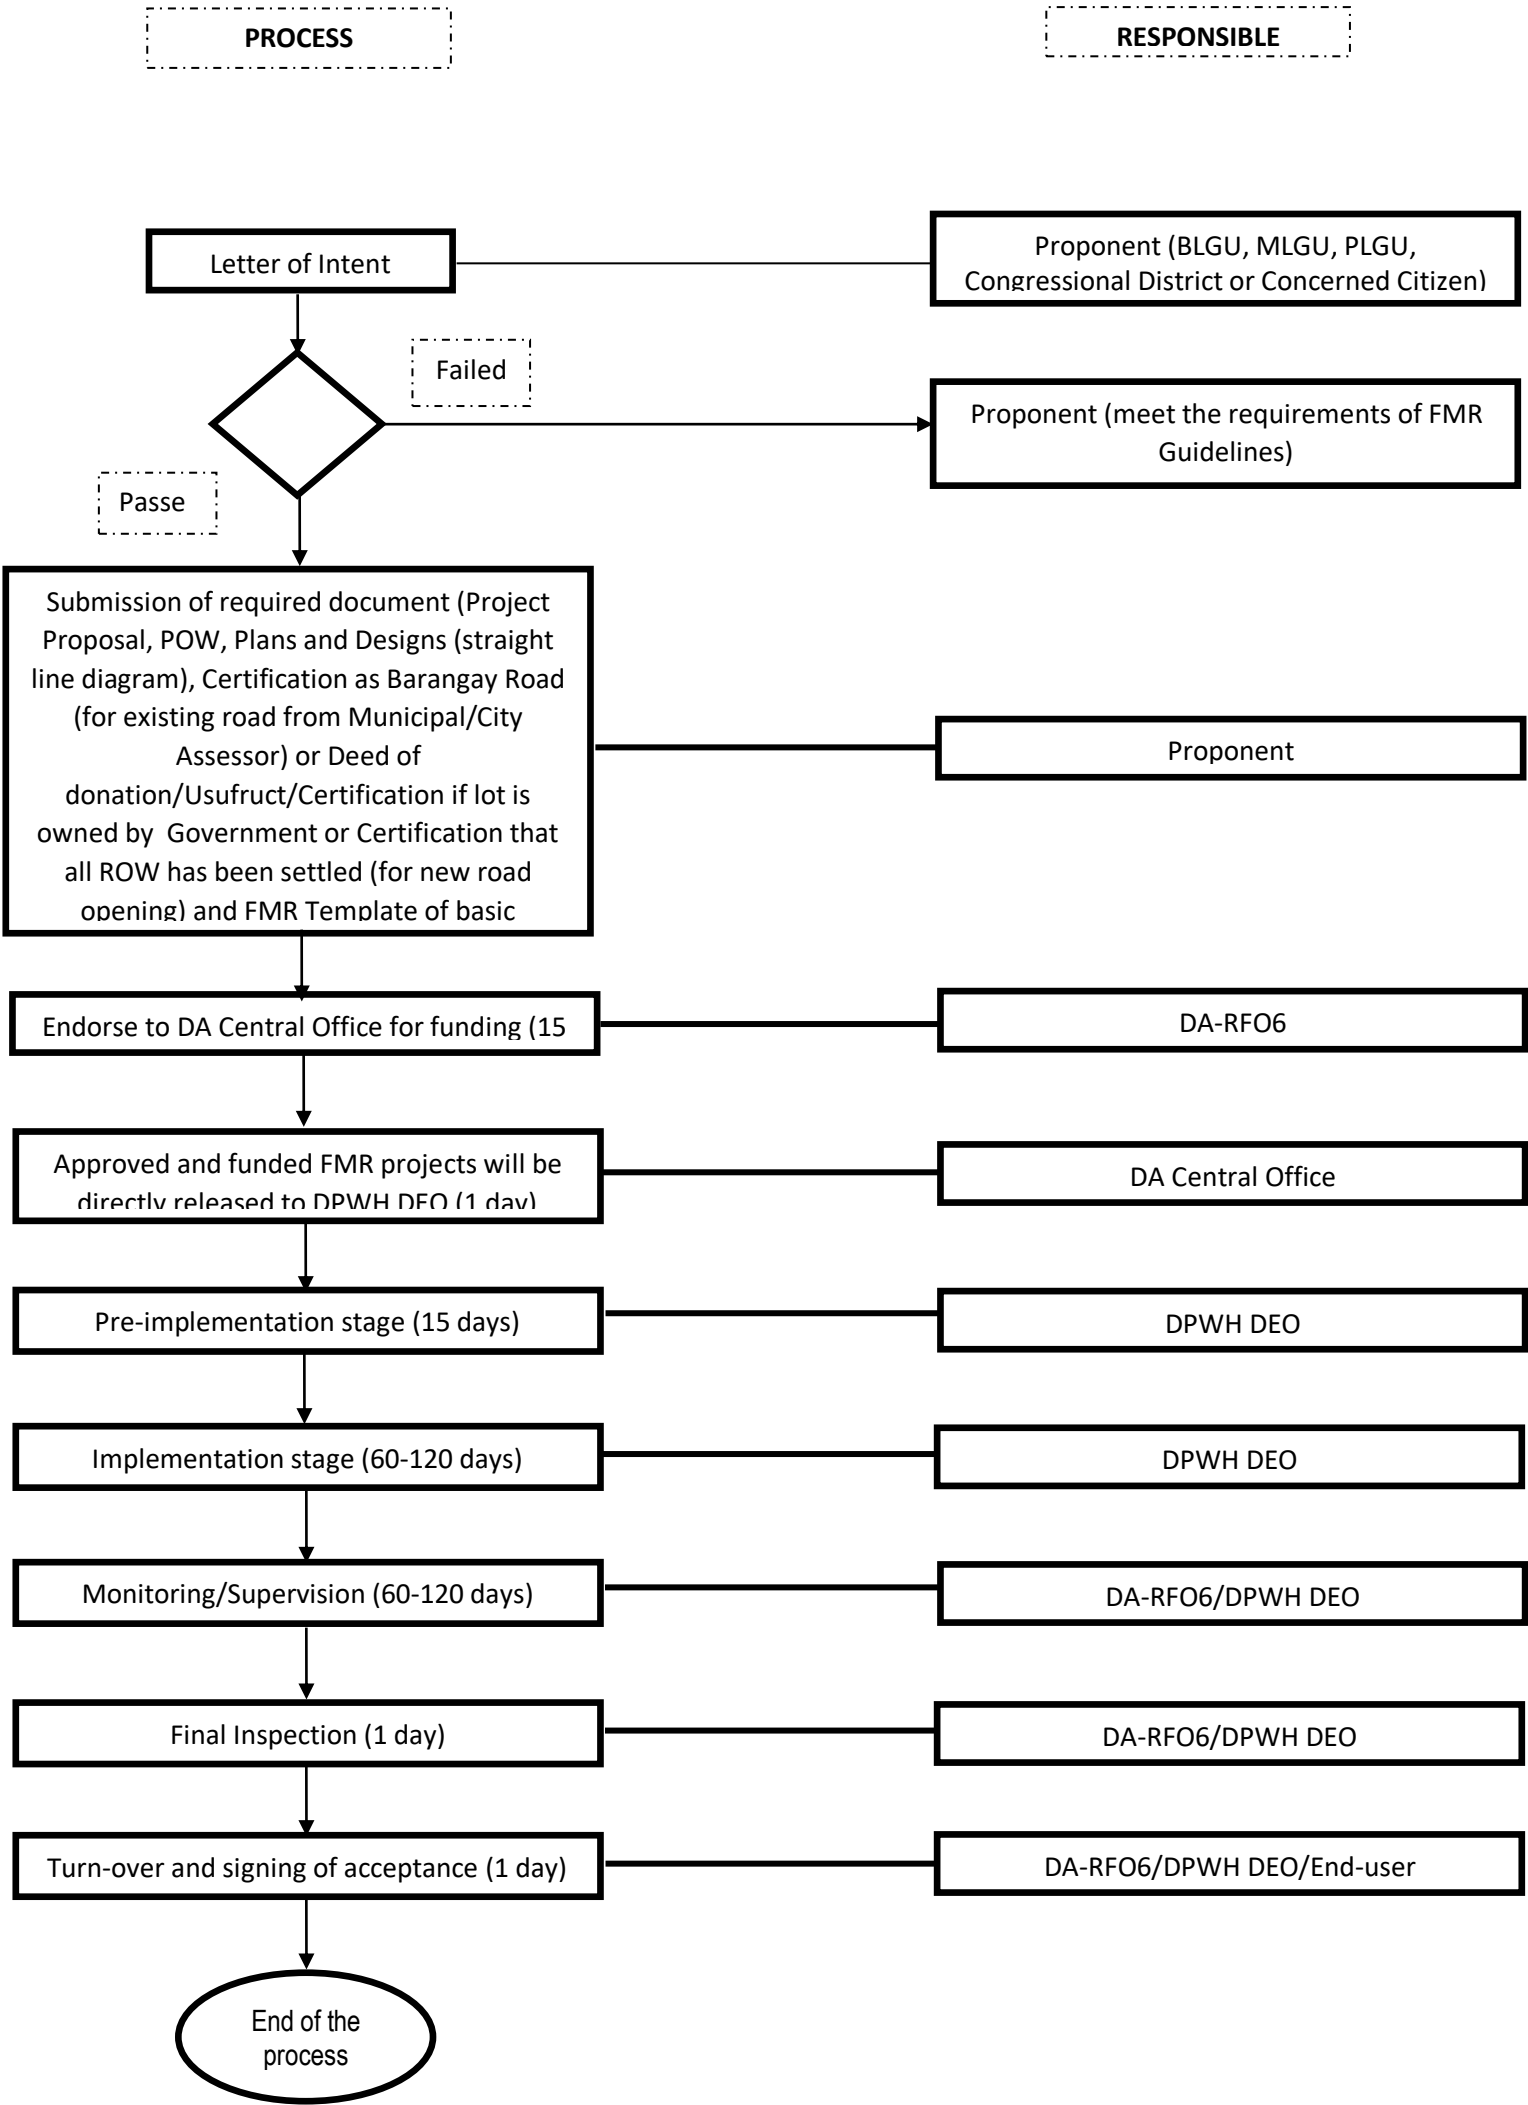 PROCESS
RESPONSIBLE
Letter of Intent
Proponent (BLGU, MLGU, PLGU,
Congressional District or Concerned Citizen)
Failed
Proponent (meet the requirements of FMR
Guidelines)
Passe
Submission of required document (Project
Proposal, POW, Plans and Designs (straight
line diagram), Certification as Barangay Road
(for existing road from Municipal/City
Assessor) or Deed of
donation/Usufruct/Certification if lot is
owned by Government or Certification that
all ROW has been settled (for new road
opening) and FMR Template of basic
Proponent
Endorse to DA Central Office for funding (15
DA-RFO6
Approved and funded FMR projects will be
directly released to DPWH DEO (1 day)
DA Central Office
Pre-implementation stage (15 days)
DPWH DEO
Implementation stage (60-120 days)
DPWH DEO
Monitoring/Supervision (60-120 days)
DA-RFO6/DPWH DEO
Final Inspection (1 day)
DA-RFO6/DPWH DEO
Turn-over and signing of acceptance (1 day)
DA-RFO6/DPWH DEO/End-user
End of the
process